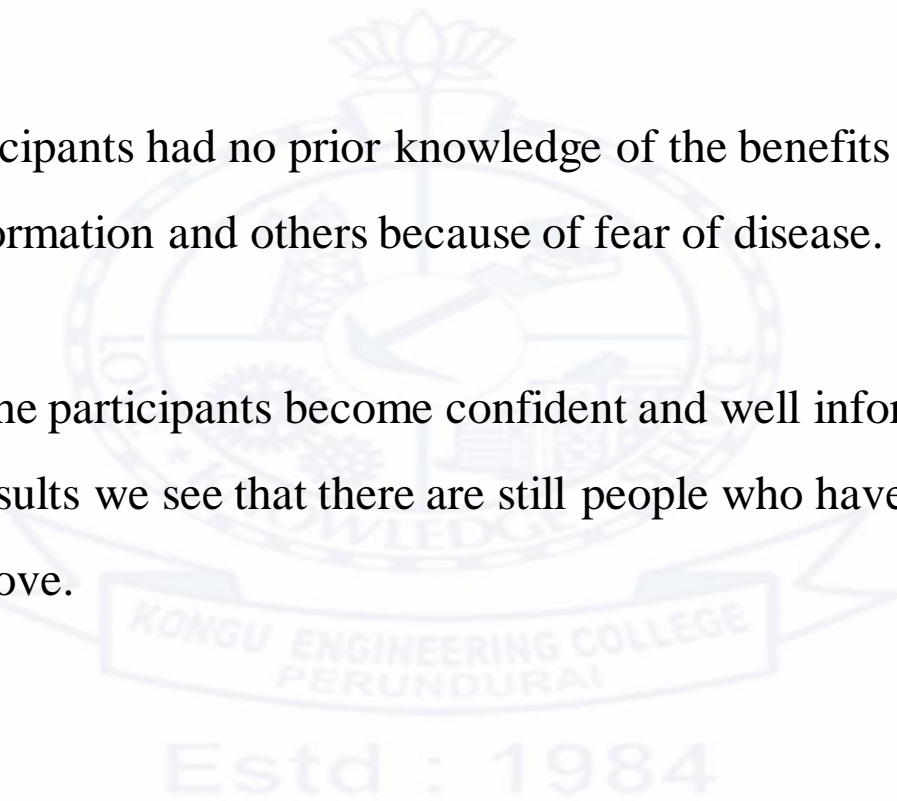 cipants had no prior knowledge of the benefits
ormation and others because of fear of disease.
he participants become confident and well infor
sults we see that there are still people who have
ove.
KNOWLEDGE
KONGU ENGINEERING COLLEGE
PERUNDURAI
Estd : 1984